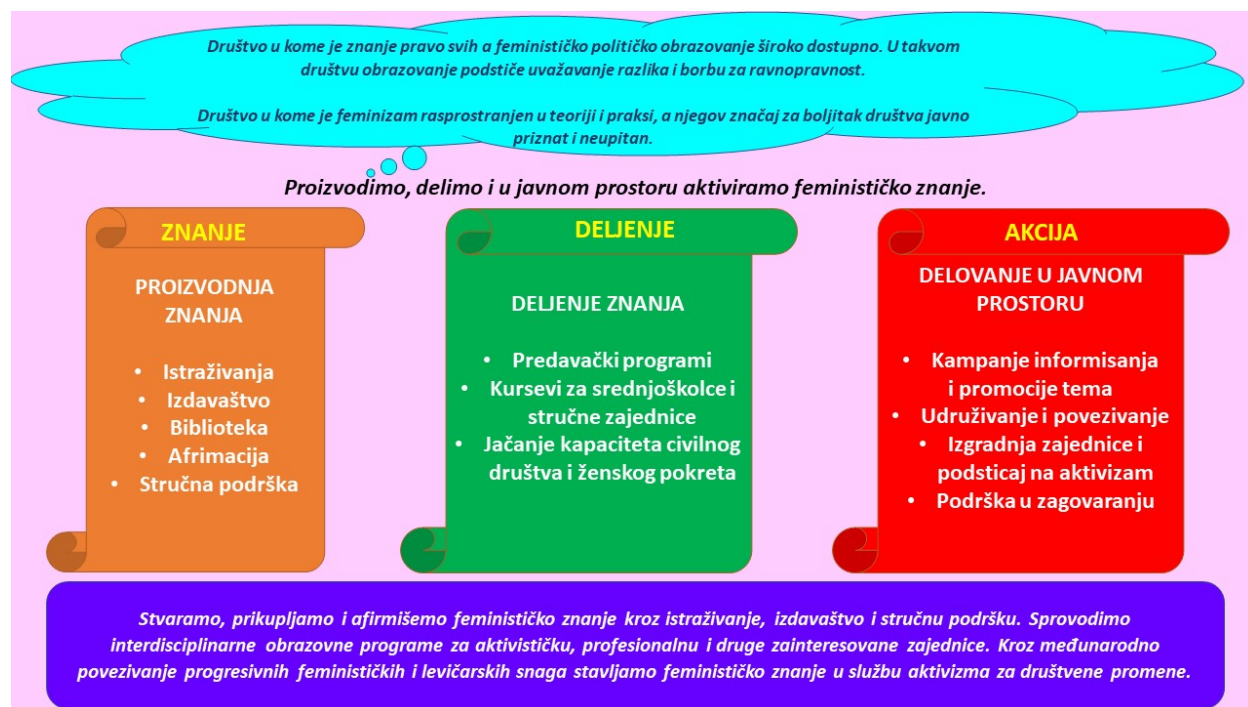 Društvo u kome je znanje pravo svih a feminističko političko obrazovanje široko dostupno. U takvom
društvu obrazovanje podstiče uvažavanje razlika i borbu za ravnopravnost.
Društvo u kome je feminizam rasprostranjen u teoriji i praksi, a njegov značaj za boljitak društva javno
priznat i neupitan.
Proizvodimo, delimo i u javnom prostoru aktiviramo feminističko znanje.
ZNANJE
PROIZVODNJA
ZNANJA
• Istraživanja
• Izdavaštvo
• Biblioteka
• Afrimacija
• Stručna podrška
DELJENJE
DELJENJE ZNANJA
• Predavački programi
• Kursevi za srednjoškolce i
stručne zajednice
• Jačanje kapaciteta civilnog
društva i ženskog pokreta
AKCIJA
DELOVANJE U JAVNOM
PROSTORU
• Kampanje informisanja
i promocije tema
• Udruživanje i povezivanje
• Izgradnja zajednice i
podsticaj na aktivizam
• Podrška u zagovaranju
Stvaramo, prikupljamo i afirmišemo feminističko znanje kroz istraživanje, izdavaštvo i stručnu podršku. Sprovodimo
interdisciplinarne obrazovne programe za aktivističku, profesionalnu i druge zainteresovane zajednice. Kroz međunarodno
povezivanje progresivnih feminističkih i levičarskih snaga stavljamo feminističko znanje u službu aktivizma za društvene promene.